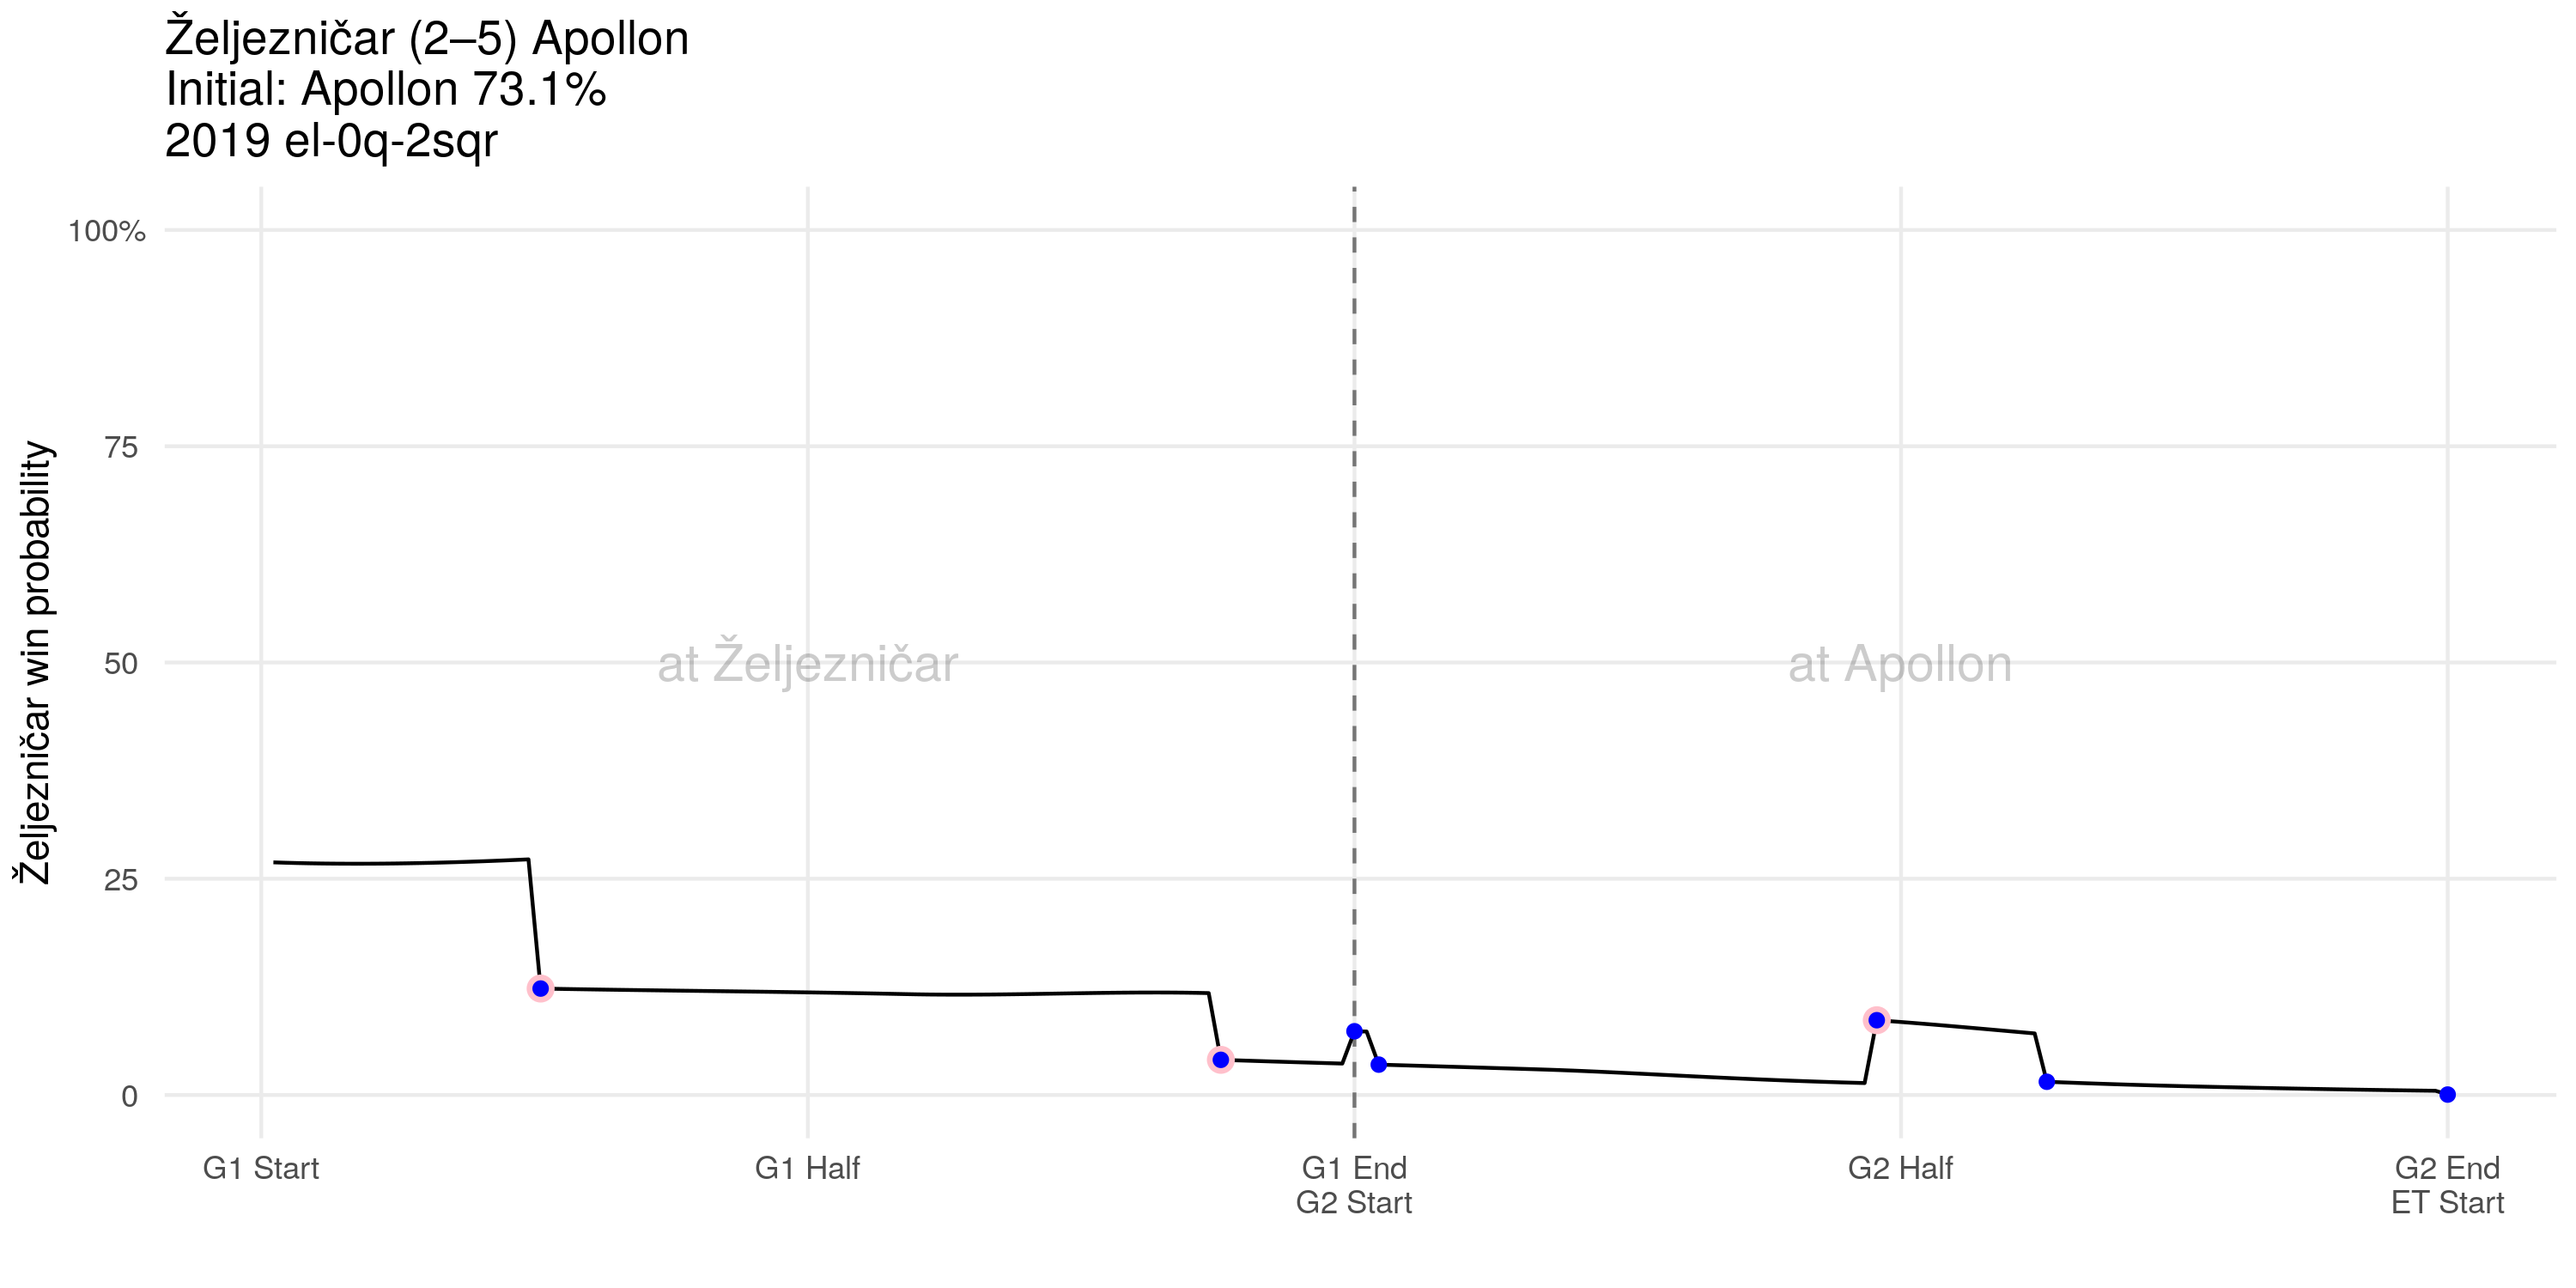 Željezničar (2–5) Apollon
Initial: Apollon 73.1%
2019 el-0q-2sqr
Željezničar win probability
100%
75
50
25
0
at Željezničar
at Apollon
G1 Start
G1 Half
G1 End
G2 Start
G2 Half
G2 End
ET Start